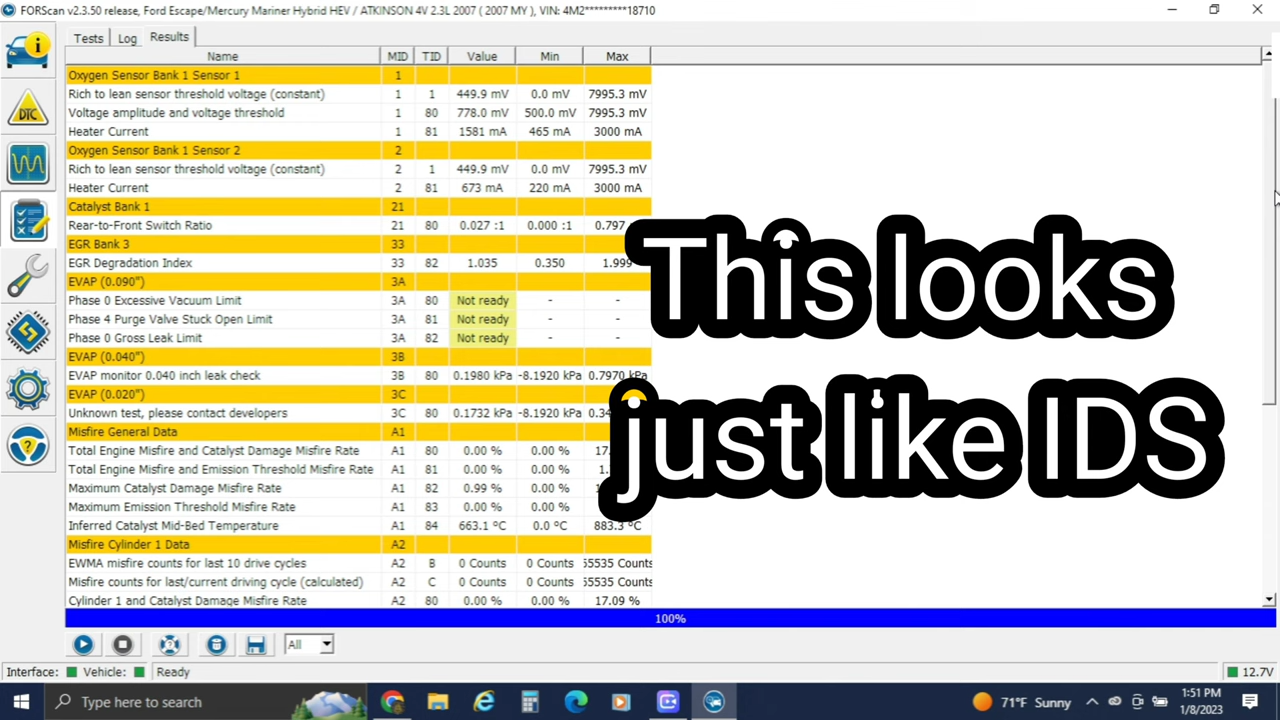 FORScan v2.3.50 release, Ford Escape/Mercury Mariner Hybrid HEV / ATKINSON 4V 2.3L 2007 ( 2007 MY ), VIN: 4M2*********18710
Tests Log Results
Name MID TID Value Min Max
Oxygen Sensor Bank 1 Sensor 1 1
Rich to lean sensor threshold voltage (constant) 1 1 449.9 mV 0.0 mV 7995.3 mV
Voltage amplitude and voltage threshold 1 80 778.0 mV 500.0 mV 7995.3 mV
Heater Current 1 81 1581 mA 465 mA 3000 mA
Oxygen Sensor Bank 1 Sensor 2 2
Rich to lean sensor threshold voltage (constant) 2 1 449.9 mV 0.0 mV 7995.3 mV
Heater Current 2 81 673 mA 220 mA 3000 mA
Catalyst Bank 1 21
Rear-to-Front Switch Ratio 21 80 0.027 :1 0.000 :1 0.797
EGR Bank 3 33
EGR Degradation Index 33 82 1.035 0.350 1.999
EVAP (0.090") 3A
Phase 0 Excessive Vacuum Limit 3A 80 Not ready - -
Phase 4 Purge Valve Stuck Open Limit 3A 81 Not ready - -
Phase 0 Gross Leak Limit 3A 82 Not ready - -
EVAP (0.040") 3B
EVAP monitor 0.040 inch leak check 3B 80 0.1980 kPa -8.1920 kPa 0.7970 kPa
EVAP (0.020") 3C
Unknown test, please contact developers 3C 80 0.1732 kPa -8.1920 kPa
Misfire General Data A1
Total Engine Misfire and Catalyst Damage Misfire Rate A1 80 0.00 % 0.00 %
Total Engine Misfire and Emission Threshold Misfire Rate A1 81 0.00 % 0.00 %
Maximum Catalyst Damage Misfire Rate A1 82 0.99 % 0.00 %
Maximum Emission Threshold Misfire Rate A1 83 0.00 % 0.00 %
Inferred Catalyst Mid-Bed Temperature A1 84 663.1 ºC 0.0 ºC 883.3 ºC
Misfire Cylinder 1 Data A2
EWMA misfire counts for last 10 drive cycles A2 B 0 Counts 0 Counts 55535 Counts
Misfire counts for last/current driving cycle (calculated) A2 C 0 Counts 0 Counts 55535 Counts
Cylinder 1 and Catalyst Damage Misfire Rate A2 80 0.00 % 0.00 % 17.09 %
This looks
just like IDS
100%
All
Interface: Vehicle: Ready 12.7V
DTC
Type here to search
71°F Sunny
1:51 PM
1/8/2023